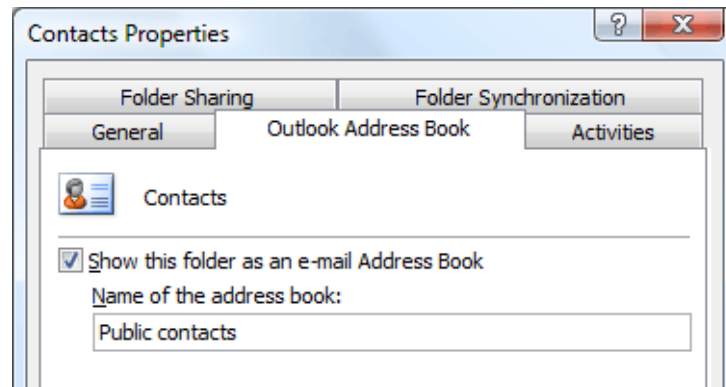 Contacts Properties
?
Folder Sharing Folder Synchronization
General Outlook Address Book Activities
Contacts
Show this folder as an e-mail Address Book
Name of the address book:
Public contacts